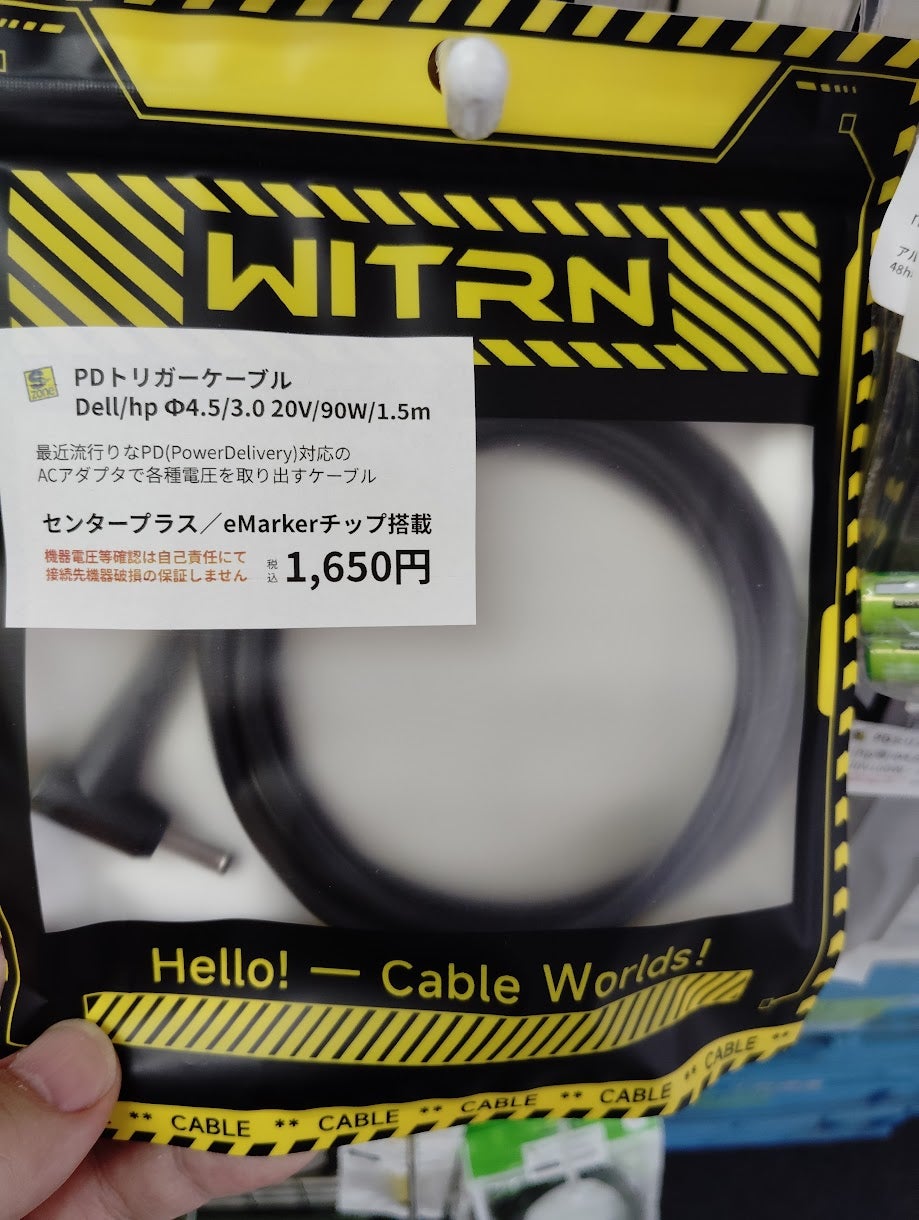 WITRN
S-zone
PDトリガーケーブル
Dell/hp Φ4.5/3.0 20V/90W/1.5m
最近流行りなPD(PowerDelivery)対応の
ACアダプタで各種電圧を取り出すケーブル
センタープラス／eMarkerチップ搭載
機器電圧等確認は自己責任にて
接続先機器破損の保証しません
税込
1,650円
Hello! — Cable Worlds!
** CABLE ** CABLE ** CABLE ** CABLE ** CABLE **
アル
48h